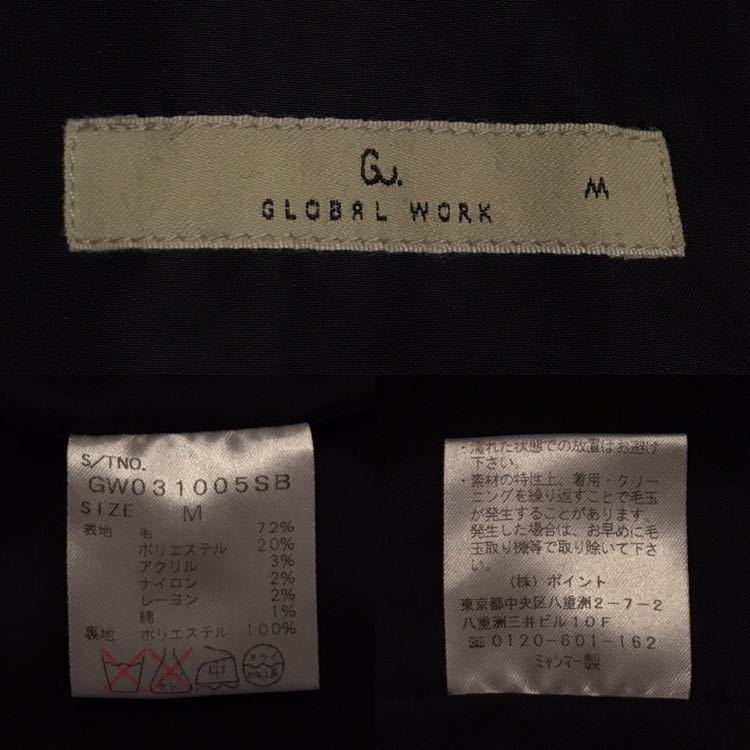 Gw.
GLOBAL WORK
M
S/TNO.
GW031005SB
SIZE M
表地 毛 72%
ポリエステル 20%
アクリル 3%
ナイロン 2%
レーヨン 2%
綿 1%
裏地 ポリエステル 100%
ドライ
・濡れた状態での放置はお避け
下さい。
・素材の特性上、着用・クリー
ニングを繰り返すことで毛玉
が発生することがあります。
発生した場合は、お早めに毛
玉取り機等で取り除いて下さ
い。
(株)ポイント
東京都中央区八重洲2-7-2
八重洲三井ビル10F
☎0120-601-162
ミャンマー製